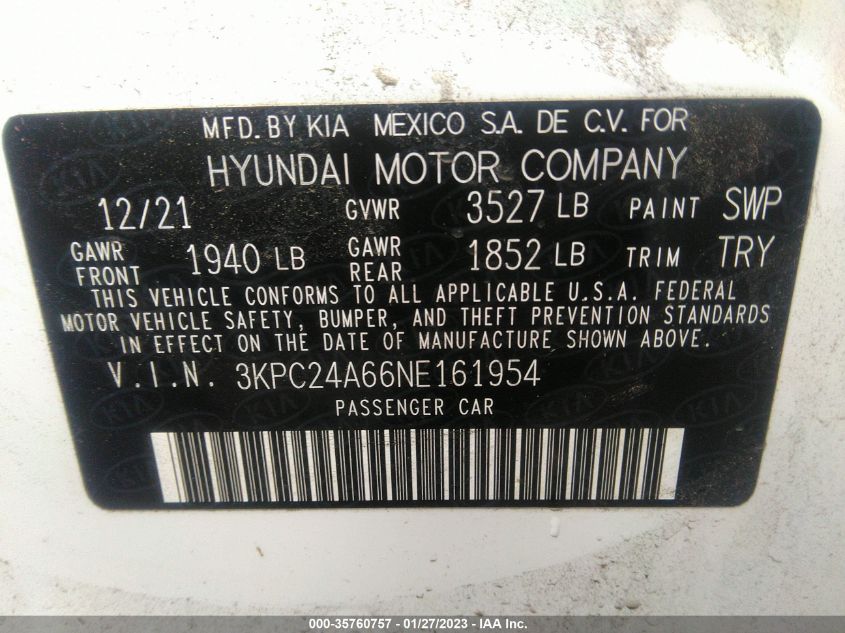 MFD. BY KIA MEXICO S.A. DE C.V. FOR
HYUNDAI MOTOR COMPANY
12/21 GVWR 3527 LB PAINT SWP
GAWR FRONT 1940 LB GAWR REAR 1852 LB TRIM TRY
THIS VEHICLE CONFORMS TO ALL APPLICABLE U.S.A. FEDERAL
MOTOR VEHICLE SAFETY, BUMPER, AND THEFT PREVENTION STANDARDS
IN EFFECT ON THE DATE OF MANUFACTURE SHOWN ABOVE.
V.I.N. 3KPC24A66NE161954
PASSENGER CAR
000-35760757 - 01/27/2023 - IAA Inc.